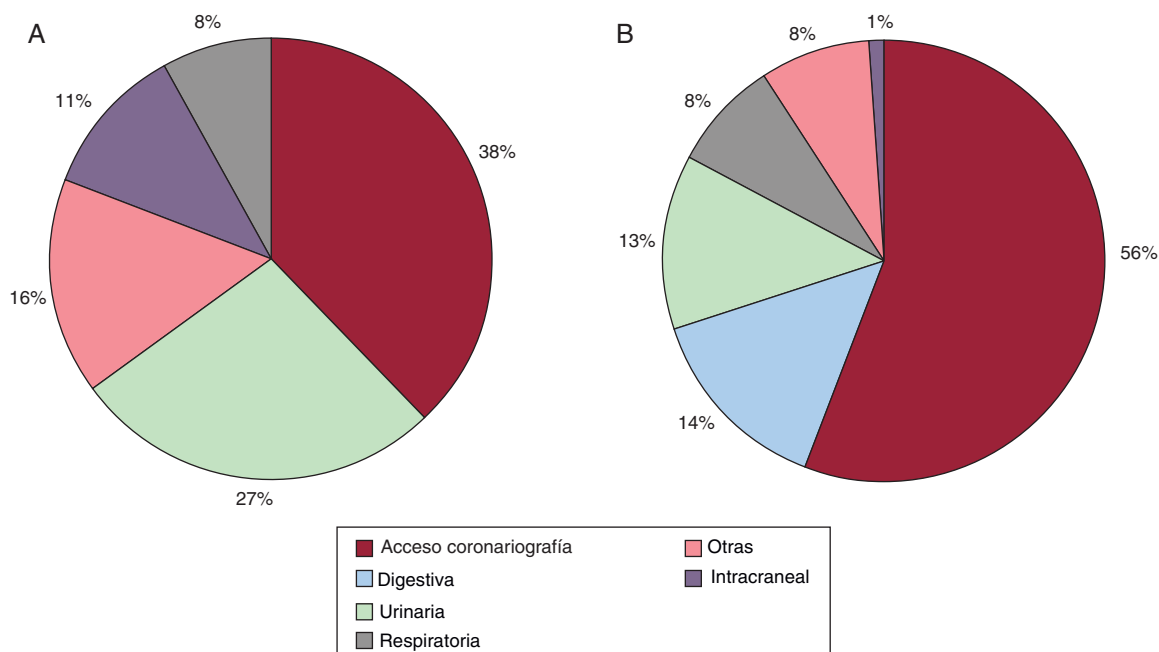 A
8%
11%
38%
16%
27%
B
1%
8%
8%
13%
56%
14%
Acceso coronariografía
Digestiva
Urinaria
Respiratoria
Otras
Intracraneal